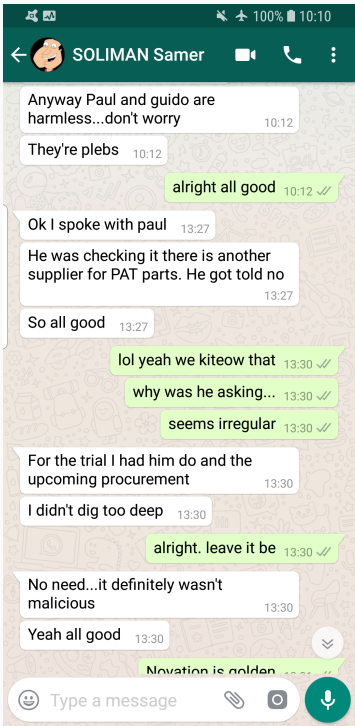 100% 10:10
SOLIMAN Samer
Anyway Paul and guido are
harmless...don't worry
10:12
They're plebs 10:12
alright all good 10:12
Ok I spoke with paul 13:27
He was checking it there is another
supplier for PAT parts. He got told no
13:27
So all good 13:27
lol yeah we kiteow that 13:30
why was he asking... 13:30
seems irregular 13:30
For the trial I had him do and the
upcoming procurement 13:30
I didn't dig too deep 13:30
alright. leave it be 13:30
No need...it definitely wasn't
malicious 13:30
Yeah all good 13:30
Novation is golden
Type a message